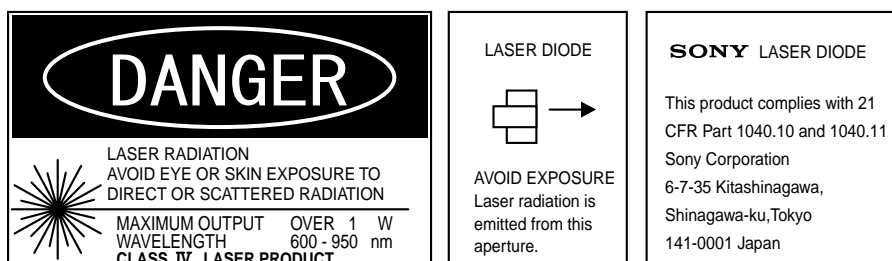 DANGER
LASER RADIATION
AVOID EYE OR SKIN EXPOSURE TO
DIRECT OR SCATTERED RADIATION
MAXIMUM OUTPUT OVER 1 W
WAVELENGTH 600 - 950 nm
CLASS IV LASER PRODUCT
LASER DIODE
AVOID EXPOSURE
Laser radiation is
emitted from this
aperture.
SONY LASER DIODE
This product complies with 21
CFR Part 1040.10 and 1040.11
Sony Corporation
6-7-35 Kitashinagawa,
Shinagawa-ku,Tokyo
141-0001 Japan